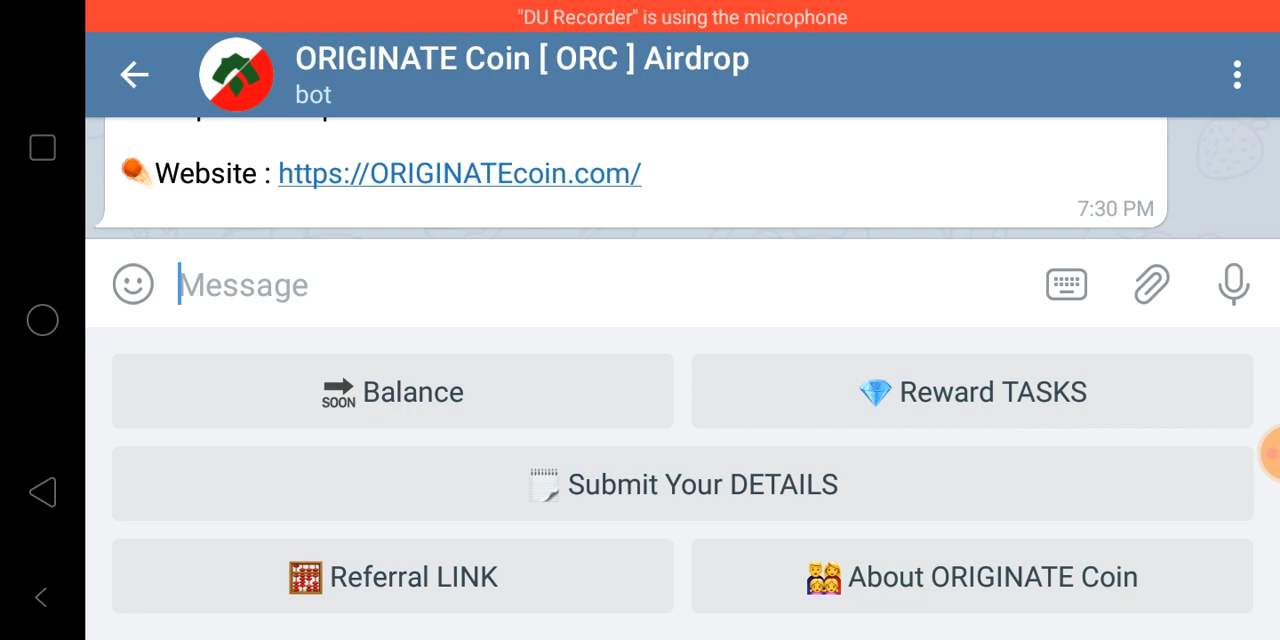 "DU Recorder" is using the microphone
ORIGINATE Coin [ ORC ] Airdrop
bot
Website : https://ORIGINATEcoin.com/
7:30 PM
Message
SOON Balance
Reward TASKS
Submit Your DETAILS
Referral LINK
About ORIGINATE Coin